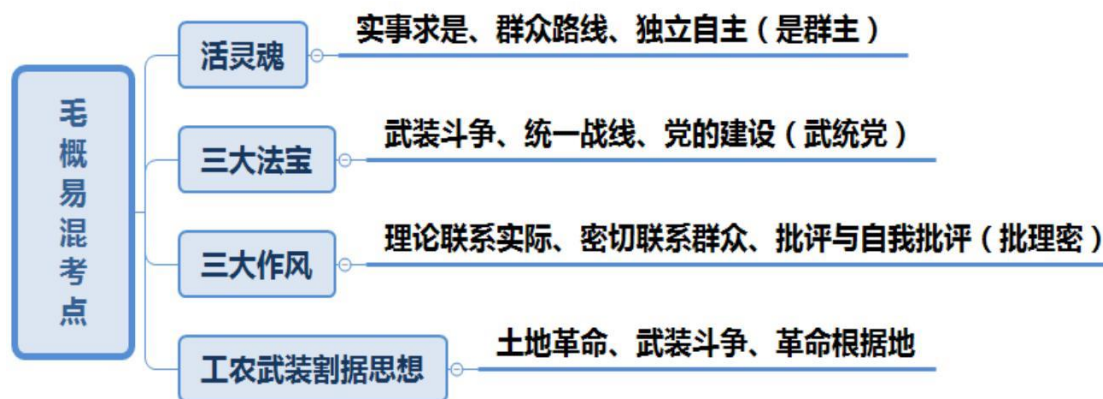 毛概易混考点
活灵魂
实事求是、群众路线、独立自主（是群主）
三大法宝
武装斗争、统一战线、党的建设（武统党）
三大作风
理论联系实际、密切联系群众、批评与自我批评（批理密）
工农武装割据思想
土地革命、武装斗争、革命根据地